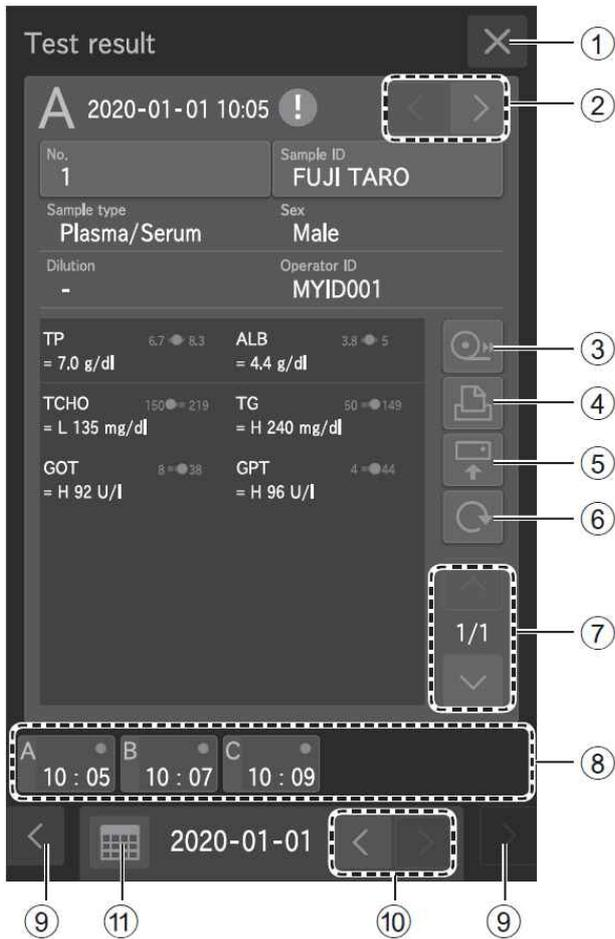 Test result
①
A 2020-01-01 10:05 !
②
No. Sample ID
1 FUJI TARO
Sample type Sex
Plasma/Serum Male
Dilution Operator ID
- MYID001
TP 6.7 8.3 ALB 3.8 5
= 7.0 g/dl = 4.4 g/dl
③
TCHO 150 219 TG 50 149
= L 135 mg/dl = H 240 mg/dl
④
GOT 8 38 GPT 4 44
= H 92 U/l = H 96 U/l
⑤
⑥
1/1
⑦
A B C
10 : 05 10 : 07 10 : 09
⑧
2020-01-01
⑨ ⑪ ⑩ ⑨